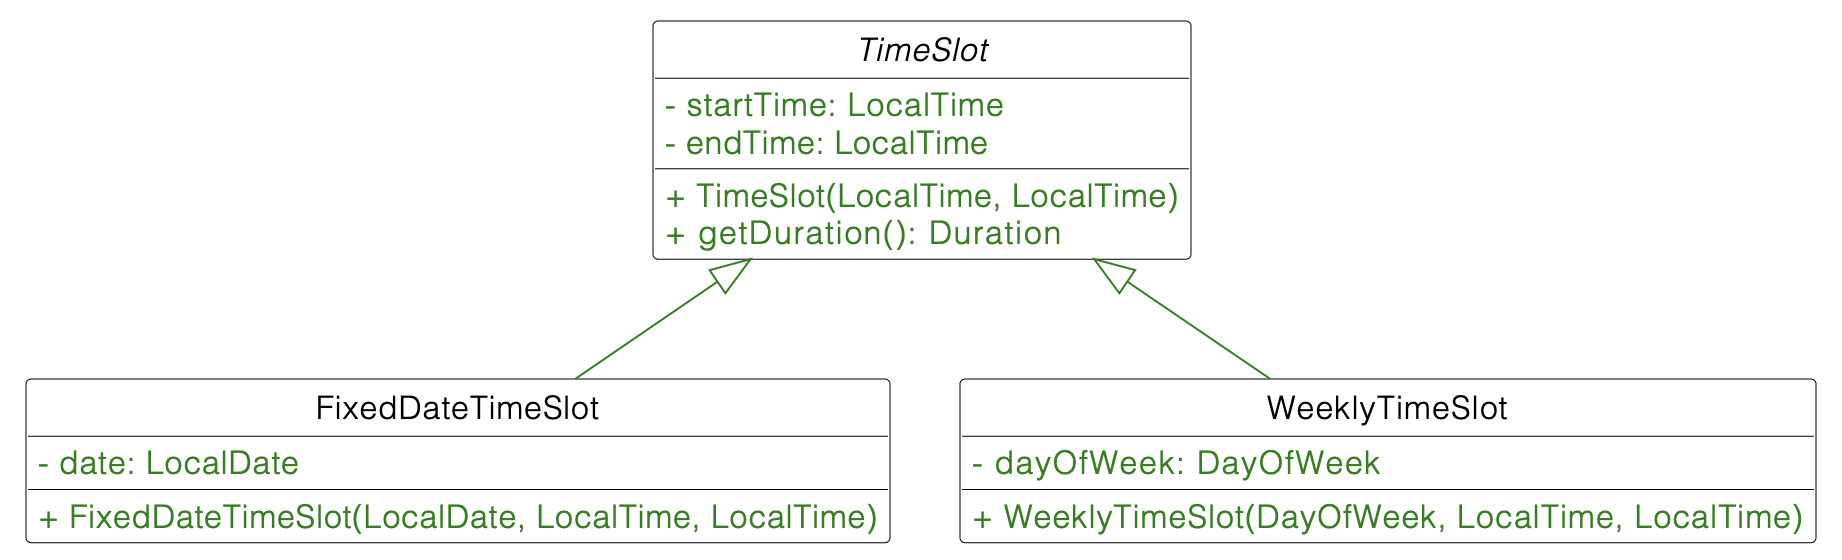 TimeSlot
- startTime: LocalTime
- endTime: LocalTime
+ TimeSlot(LocalTime, LocalTime)
+ getDuration(): Duration
FixedDateTimeSlot
- date: LocalDate
+ FixedDateTimeSlot(LocalDate, LocalTime, LocalTime)
WeeklyTimeSlot
- dayOfWeek: DayOfWeek
+ WeeklyTimeSlot(DayOfWeek, LocalTime, LocalTime)